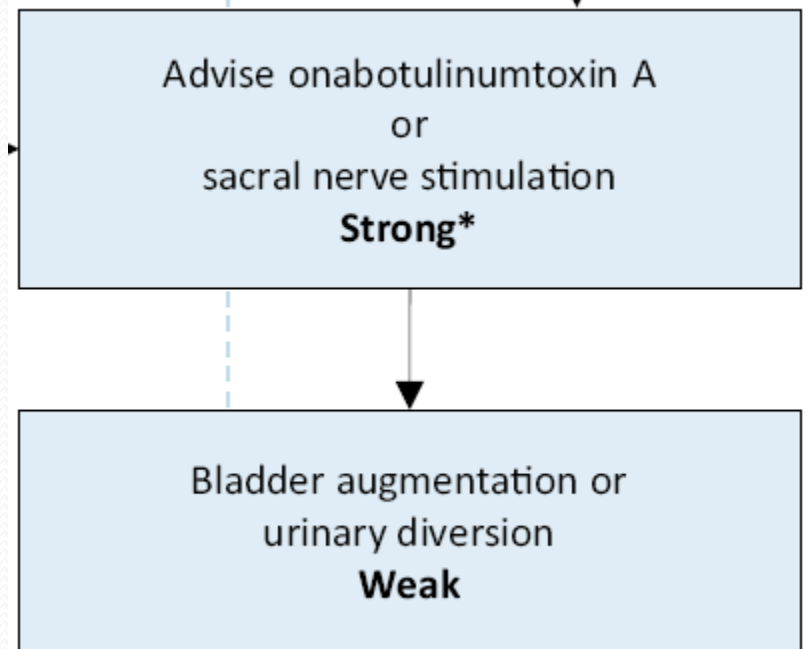 Advise onabotulinumtoxin A
or
sacral nerve stimulation
Strong*
Bladder augmentation or
urinary diversion
Weak